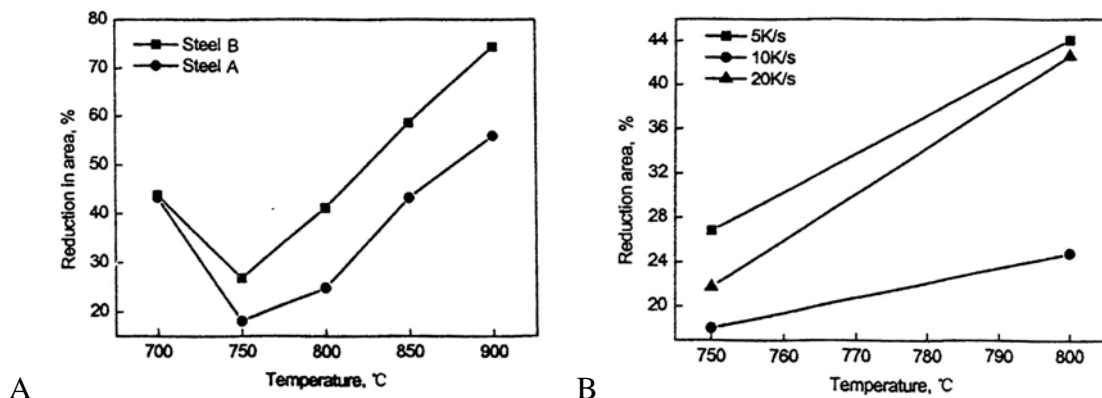 80
70
60
50
40
30
20
Reduction in area, %
Steel B
Steel A
700 750 800 850 900
Temperature, ℃
A
44
40
36
32
28
24
20
Reduction area, %
5K/s
10K/s
20K/s
750 760 770 780 790 800
Temperature, ℃
B